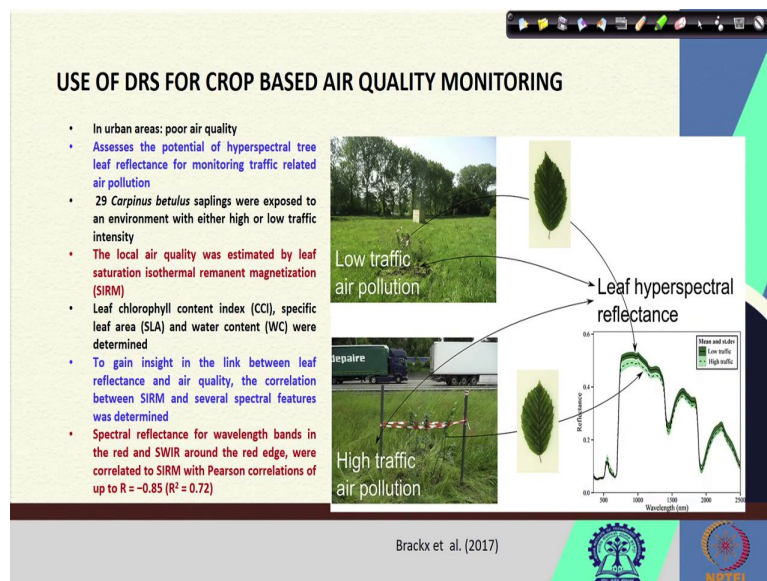 USE OF DRS FOR CROP BASED AIR QUALITY MONITORING
• In urban areas: poor air quality
• Assesses the potential of hyperspectral tree
leaf reflectance for monitoring traffic related
air pollution
• 29 Carpinus betulus saplings were exposed to
an environment with either high or low traffic
intensity
• The local air quality was estimated by leaf
saturation isothermal remanent magnetization
(SIRM)
• Leaf chlorophyll content index (CCI), specific
leaf area (SLA) and water content (WC) were
determined
• To gain insight in the link between leaf
reflectance and air quality, the correlation
between SIRM and several spectral features
was determined
• Spectral reflectance for wavelength bands in
the red and SWIR around the red edge, were
correlated to SIRM with Pearson correlations of
up to R = −0.85 (R² = 0.72)
Low traffic
air pollution
depaire
High traffic
air pollution
Leaf hyperspectral
reflectance
Mean and st.dev
Low traffic
High traffic
Reflectance
0.6
0.4
0.2
0.0
500 1000 1500 2000 2500
Wavelength (nm)
Brackx et al. (2017)
NPTEL